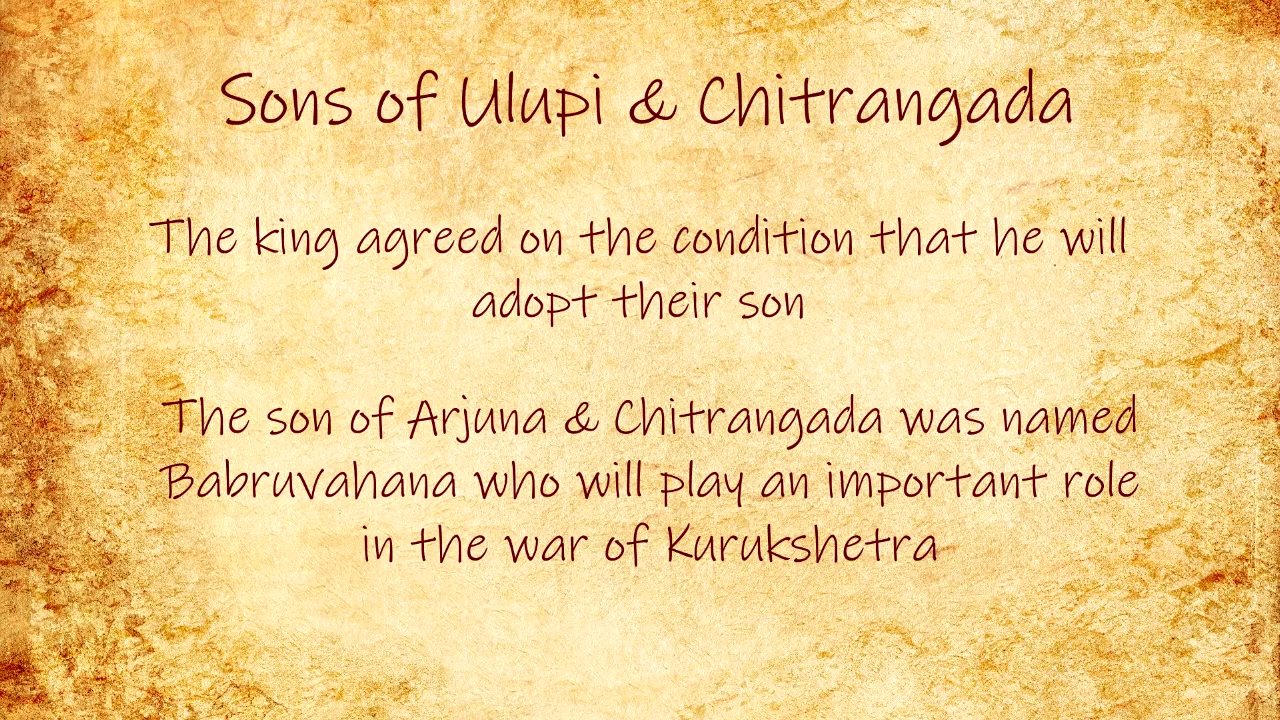 Sons of Ulupi & Chitrangada
The king agreed on the condition that he will
adopt their son
The son of Arjuna & Chitrangada was named
Babruvahana who will play an important role
in the war of Kurukshetra